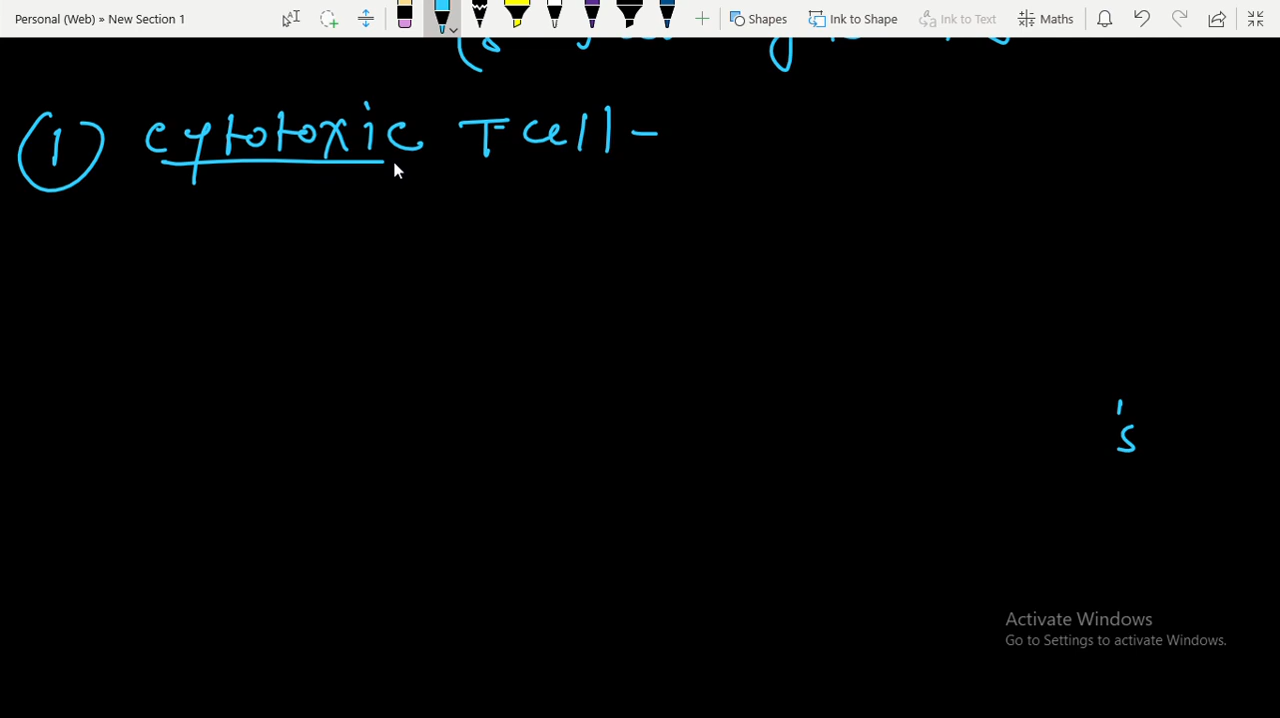 Personal (Web) » New Section 1
Shapes
Ink to Shape
Ink to Text
Maths
① cytotoxic T cell -
's
Activate Windows
Go to Settings to activate Windows.